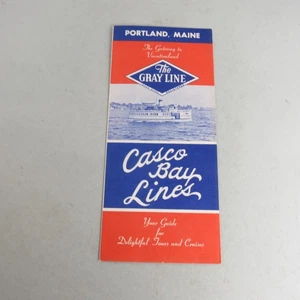 PORTLAND, MAINE
The Gateway to
Vacationland
The
GRAY LINE
Casco
Bay
Lines
Your Guide
for
Delightful Tours and Cruises